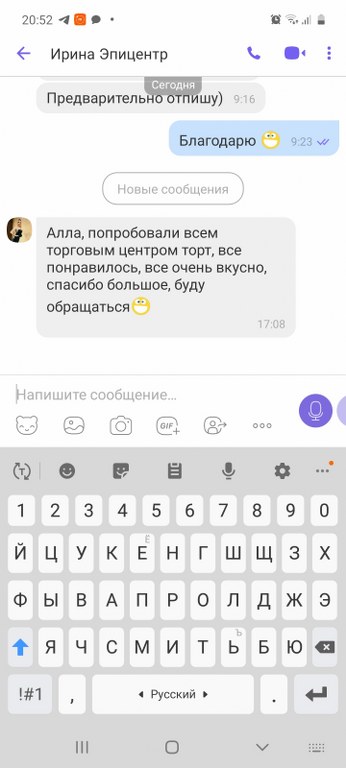 20:52
Ирина Эпицентр
Сегодня
Предварительно отпишу) 9:16
Благодарю 9:23
Новые сообщения
Алла, попробовали всем
торговым центром торт, все
понравилось, все очень вкусно,
спасибо большое, буду
обращаться
17:08
Напишите сообщение...
GIF
T
1 2 3 4 5 6 7 8 9 0
Й Ц У К Е Ё Н Г Ш Щ З Х
Ф Ы В А П Р О Л Д Ж Э
Я Ч С М И Т Ь Ъ Б Ю
!#1 , Русский .